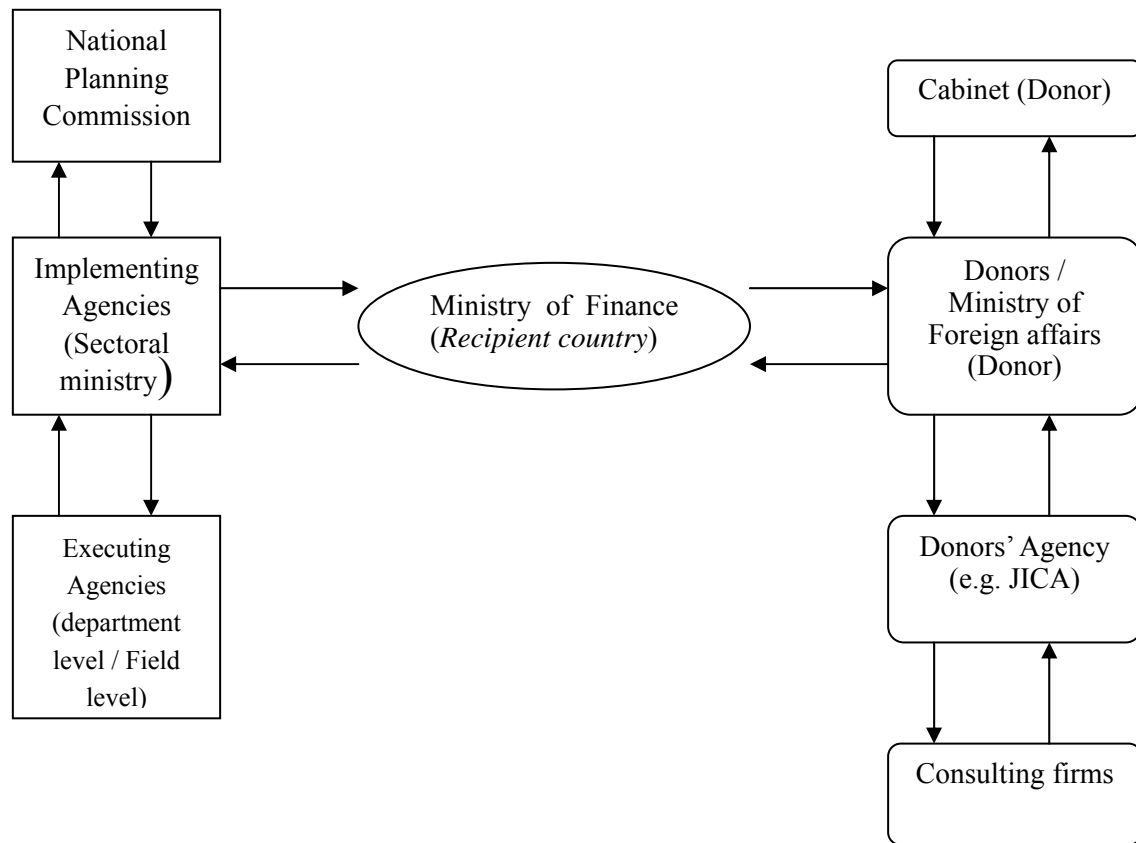 National
Planning
Commission
Cabinet (Donor)
Implementing
Agencies
(Sectoral
ministry)
Ministry of Finance
(Recipient country)
Donors /
Ministry of
Foreign affairs
(Donor)
Executing
Agencies
(department
level / Field
level)
Donors' Agency
(e.g. JICA)
Consulting firms